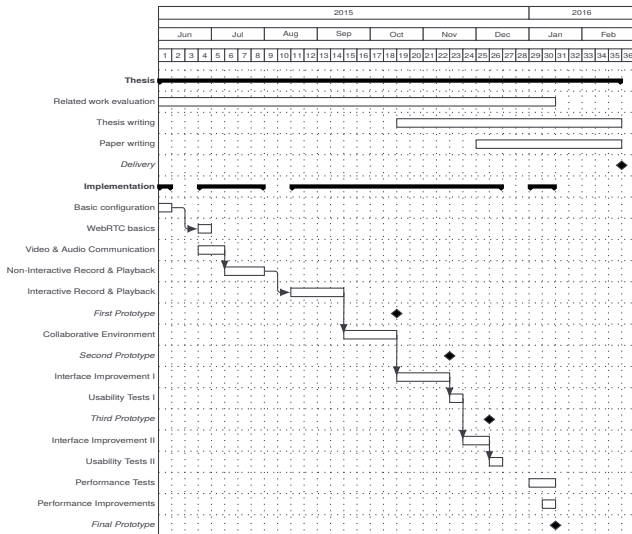 2015 2016
Jun Jul Aug Sep Oct Nov Dec Jan Feb
1 2 3 4 5 6 7 8 9 10 11 12 13 14 15 16 17 18 19 20 21 22 23 24 25 26 27 28 29 30 31 32 33 34 35 36
Thesis
Related work evaluation
Thesis writing
Paper writing
Delivery
Implementation
Basic configuration
WebRTC basics
Video & Audio Communication
Non-Interactive Record & Playback
Interactive Record & Playback
First Prototype
Collaborative Environment
Second Prototype
Interface Improvement I
Usability Tests I
Third Prototype
Interface Improvement II
Usability Tests II
Performance Tests
Performance Improvements
Final Prototype